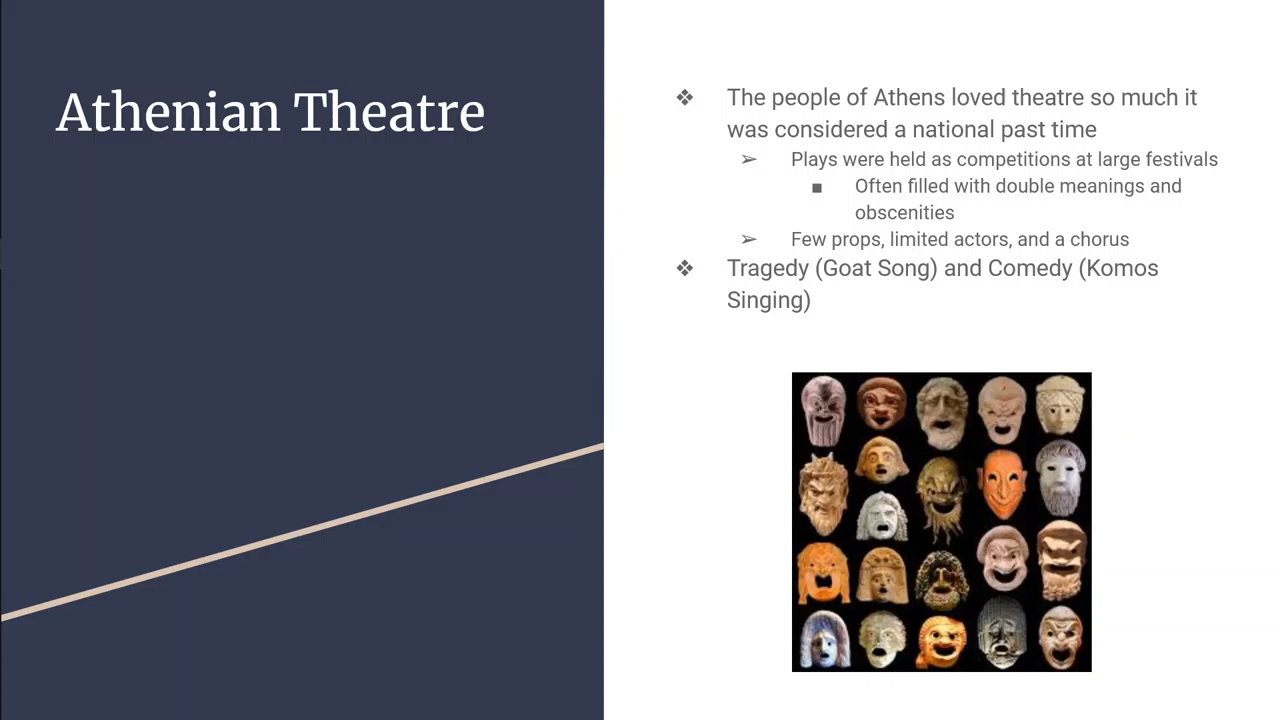 Athenian Theatre
❖ The people of Athens loved theatre so much it
was considered a national past time
➢ Plays were held as competitions at large festivals
■ Often filled with double meanings and
obscenities
➢ Few props, limited actors, and a chorus
❖ Tragedy (Goat Song) and Comedy (Komos
Singing)